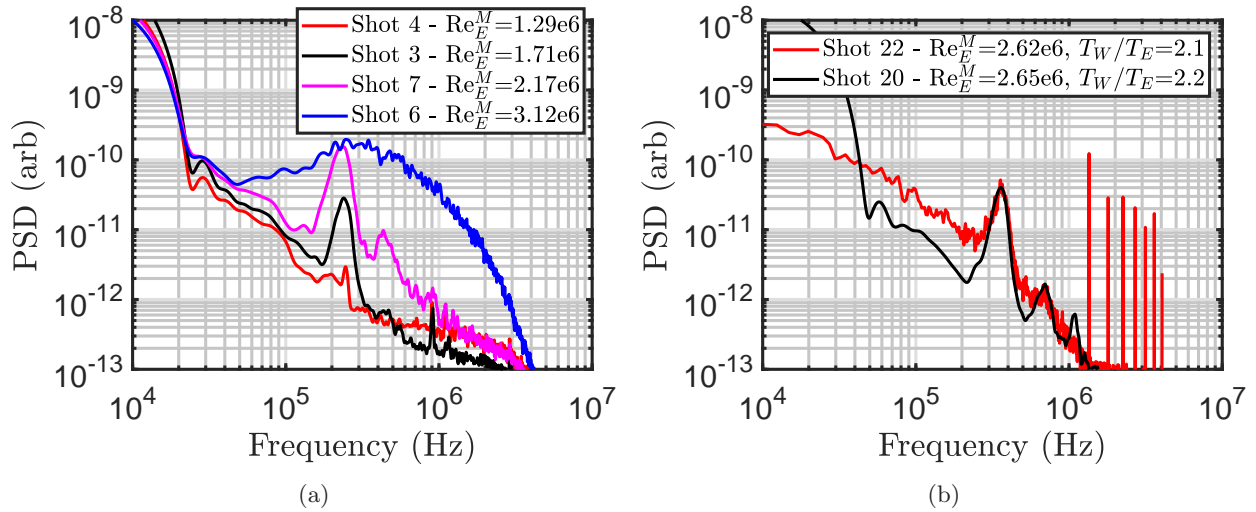 Shot 4 - Re_E^M=1.29e6
Shot 3 - Re_E^M=1.71e6
Shot 7 - Re_E^M=2.17e6
Shot 6 - Re_E^M=3.12e6
PSD (arb)
10^-8
10^-9
10^-10
10^-11
10^-12
10^-13
10^4 10^5 10^6 10^7
Frequency (Hz)
(a)
Shot 22 - Re_E^M=2.62e6, T_W/T_E=2.1
Shot 20 - Re_E^M=2.65e6, T_W/T_E=2.2
PSD (arb)
10^-8
10^-9
10^-10
10^-11
10^-12
10^-13
10^4 10^5 10^6 10^7
Frequency (Hz)
(b)